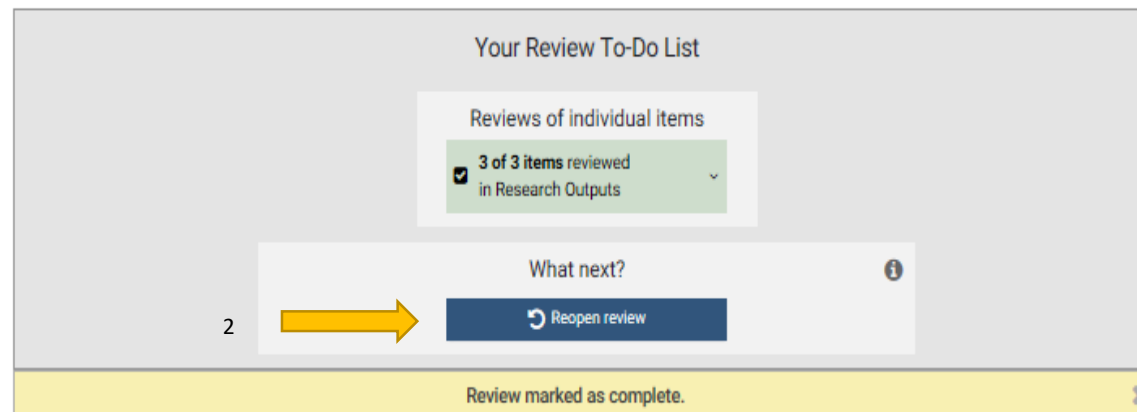 Your Review To-Do List
Reviews of individual items
3 of 3 items reviewed
in Research Outputs
What next?
2
Reopen review
Review marked as complete.